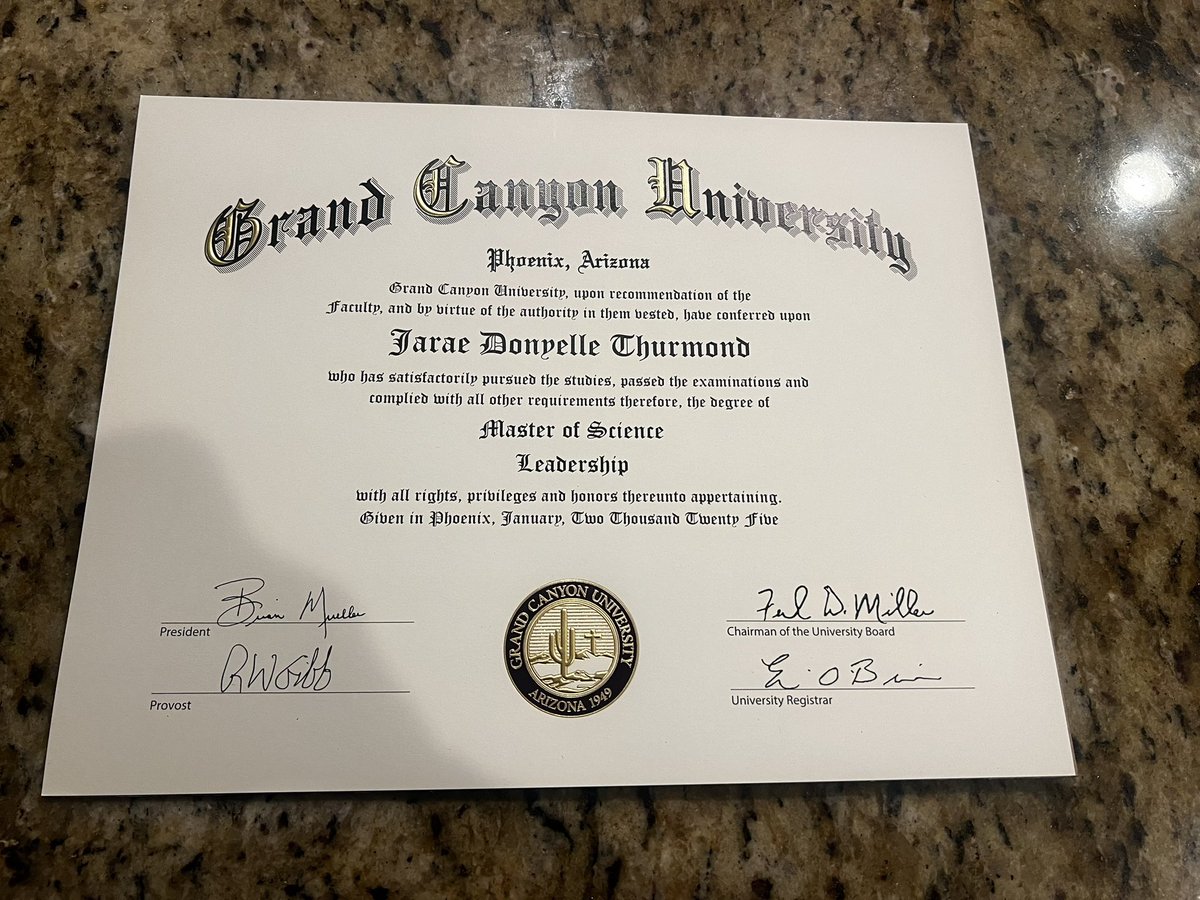 Grand Canyon University
Phoenix, Arizona
Grand Canyon University, upon recommendation of the
Faculty, and by virtue of the authority in them vested, have conferred upon
Jarae Donyelle Thurmond
who has satisfactorily pursued the studies, passed the examinations and
complied with all other requirements therefore, the degree of
Master of Science
Leadership
with all rights, privileges and honors thereunto appertaining.
Given in Phoenix, January, Two Thousand Twenty Five
Brian Mueller
President
Provost
GRAND CANYON UNIVERSITY
ARIZONA 1949
D. Miller
Chairman of the University Board
University Registrar